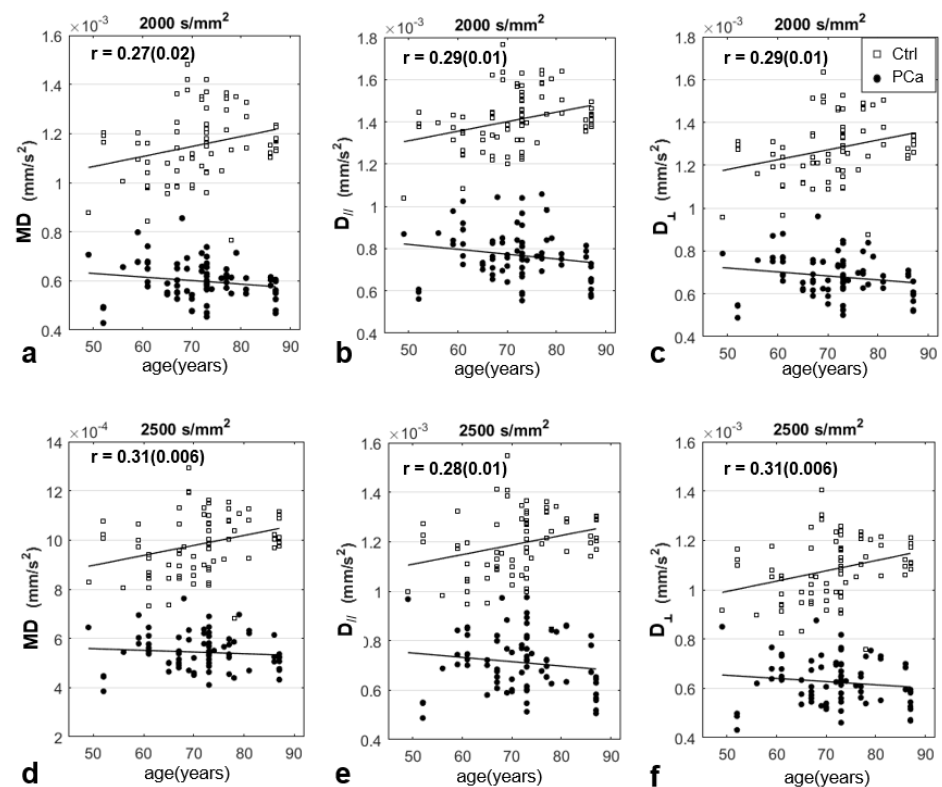 ×10⁻³ 2000 s/mm² ×10⁻³ 2000 s/mm² ×10⁻³ 2000 s/mm²
1.6 1.8 1.8
r = 0.27(0.02) r = 0.29(0.01) r = 0.29(0.01)
□ Ctrl
● PCa
1.4 1.6 1.6
1.2 1.4 1.4
1 1.2 1.2
0.8 1 1
0.6 0.8 0.8
0.4 0.6 0.6
0.4 0.4
MD (mm/s²) D// (mm/s²) D⊥ (mm/s²)
50 60 70 80 90 50 60 70 80 90 50 60 70 80 90
a age(years) b age(years) c age(years)
×10⁻⁴ 2500 s/mm² ×10⁻³ 2500 s/mm² ×10⁻³ 2500 s/mm²
14 1.6 1.6
r = 0.31(0.006) r = 0.28(0.01) r = 0.31(0.006)
12 1.4 1.4
10 1.2 1.2
8 1 1
6 0.8 0.8
4 0.6 0.6
2 0.4 0.4
MD (mm/s²) D// (mm/s²) D⊥ (mm/s²)
50 60 70 80 90 50 60 70 80 90 50 60 70 80 90
d age(years) e age(years) f age(years)